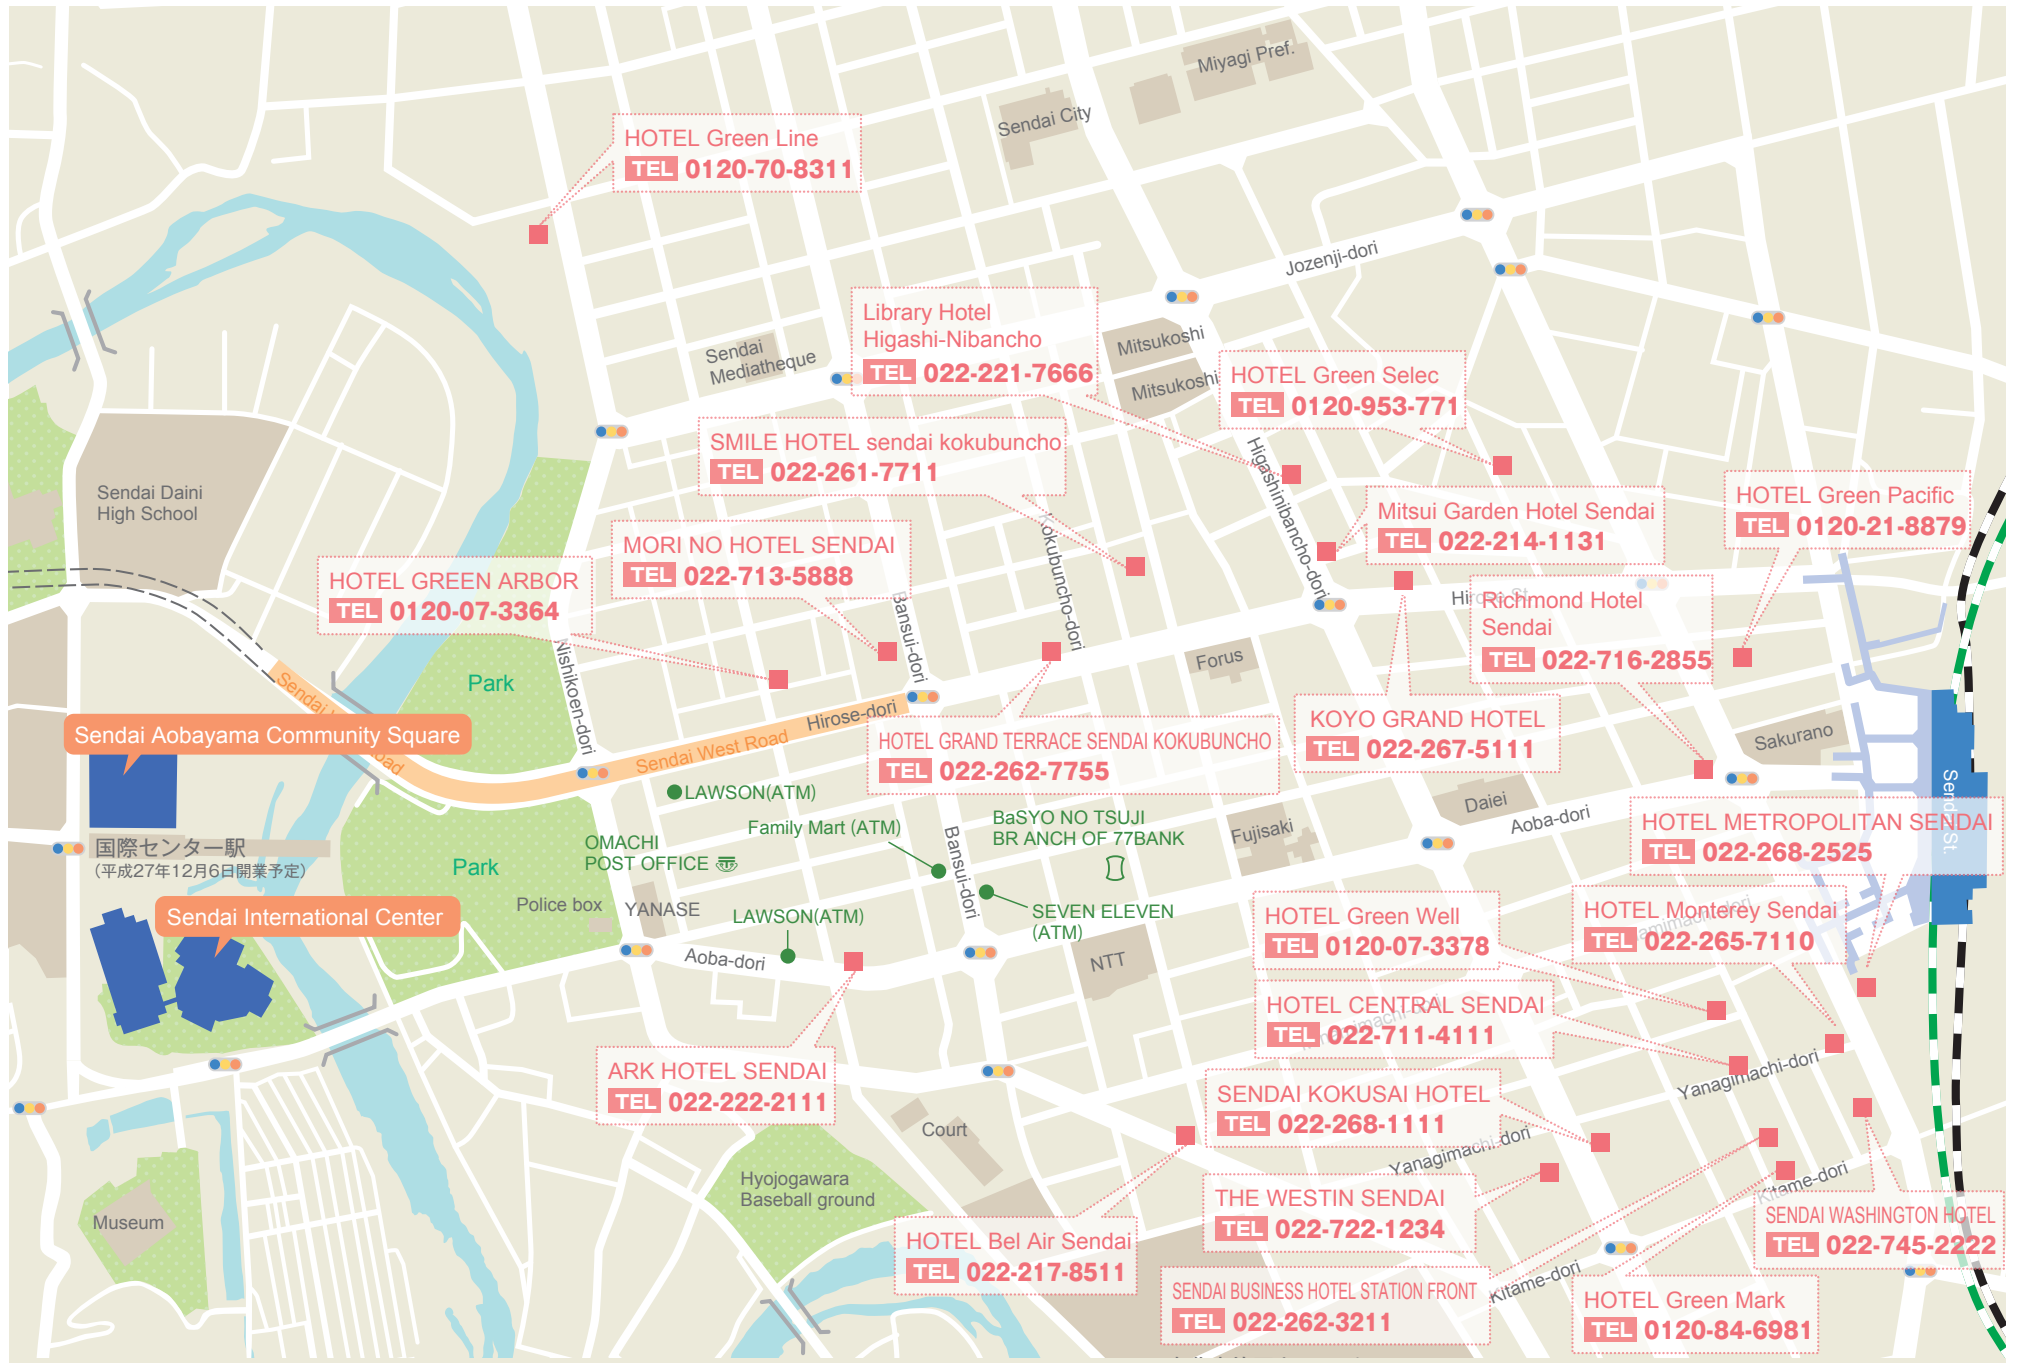 Miyagi Pref.
Sendai City
HOTEL Green Line
TEL 0120-70-8311
Jozenji-dori
Library Hotel
Higashi-Nibancho
TEL 022-221-7666
Mitsukoshi
Mitsukoshi
Sendai
Mediatheque
HOTEL Green Selec
TEL 0120-953-771
SMILE HOTEL sendai kokubuncho
TEL 022-261-7711
Higashinibancho-dori
Sendai Daini
High School
Mitsui Garden Hotel Sendai
TEL 022-214-1131
HOTEL Green Pacific
TEL 0120-21-8879
MORI NO HOTEL SENDAI
TEL 022-713-5888
Kokubuncho-dori
HOTEL GREEN ARBOR
TEL 0120-07-3364
Bansui-dori
Hirose St.
Richmond Hotel
Sendai
TEL 022-716-2855
Nishikoen-dori
Forus
Park
Hirose-dori
Sendai West Road
Sendai West Road
Sendai Aobayama Community Square
HOTEL GRAND TERRACE SENDAI KOKUBUNCHO
TEL 022-262-7755
KOYO GRAND HOTEL
TEL 022-267-5111
Sakurano
Sendai St.
LAWSON(ATM)
Family Mart (ATM)
BaSYO NO TSUJI
BR ANCH OF 77BANK
Fujisaki
Daiei
Aoba-dori
HOTEL METROPOLITAN SENDAI
TEL 022-268-2525
国際センター駅
(平成27年12月6日開業予定)
OMACHI
POST OFFICE
Park
Bansui-dori
Police box
YANASE
LAWSON(ATM)
SEVEN ELEVEN
(ATM)
Sendai International Center
HOTEL Green Well
TEL 0120-07-3378
HOTEL Monterey Sendai
TEL 022-265-7110
Aoba-dori
NTT
HOTEL CENTRAL SENDAI
TEL 022-711-4111
ARK HOTEL SENDAI
TEL 022-222-2111
Yanagimachi-dori
SENDAI KOKUSAI HOTEL
TEL 022-268-1111
Court
Yanagimachi-dori
Hyojogawara
Baseball ground
THE WESTIN SENDAI
TEL 022-722-1234
Kitame-dori
Museum
SENDAI WASHINGTON HOTEL
TEL 022-745-2222
HOTEL Bel Air Sendai
TEL 022-217-8511
SENDAI BUSINESS HOTEL STATION FRONT
TEL 022-262-3211
Kitame-dori
HOTEL Green Mark
TEL 0120-84-6981